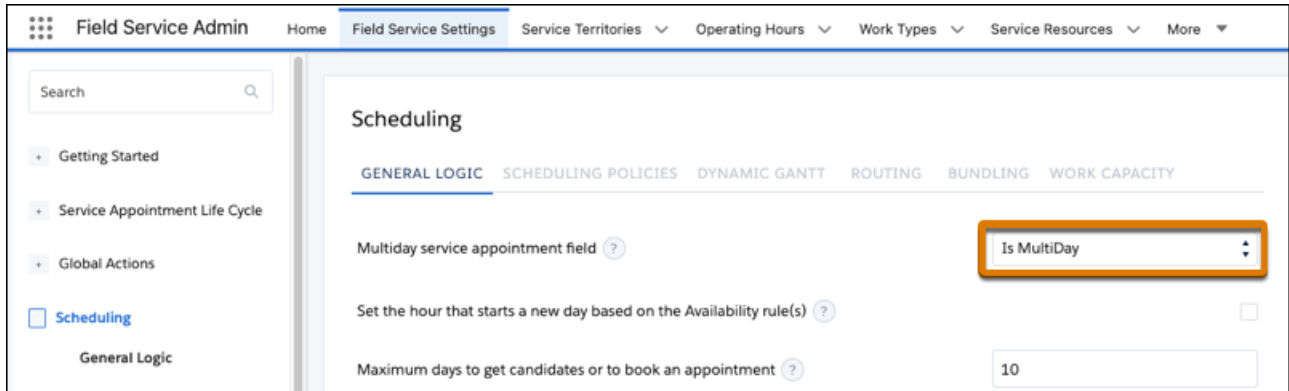 Field Service Admin Home Field Service Settings Service Territories Operating Hours Work Types Service Resources More
Search
Scheduling
+ Getting Started
GENERAL LOGIC SCHEDULING POLICIES DYNAMIC GANTT ROUTING BUNDLING WORK CAPACITY
+ Service Appointment Life Cycle
Multiday service appointment field ? Is MultiDay
+ Global Actions
Set the hour that starts a new day based on the Availability rule(s) ?
Scheduling
General Logic
Maximum days to get candidates or to book an appointment ? 10